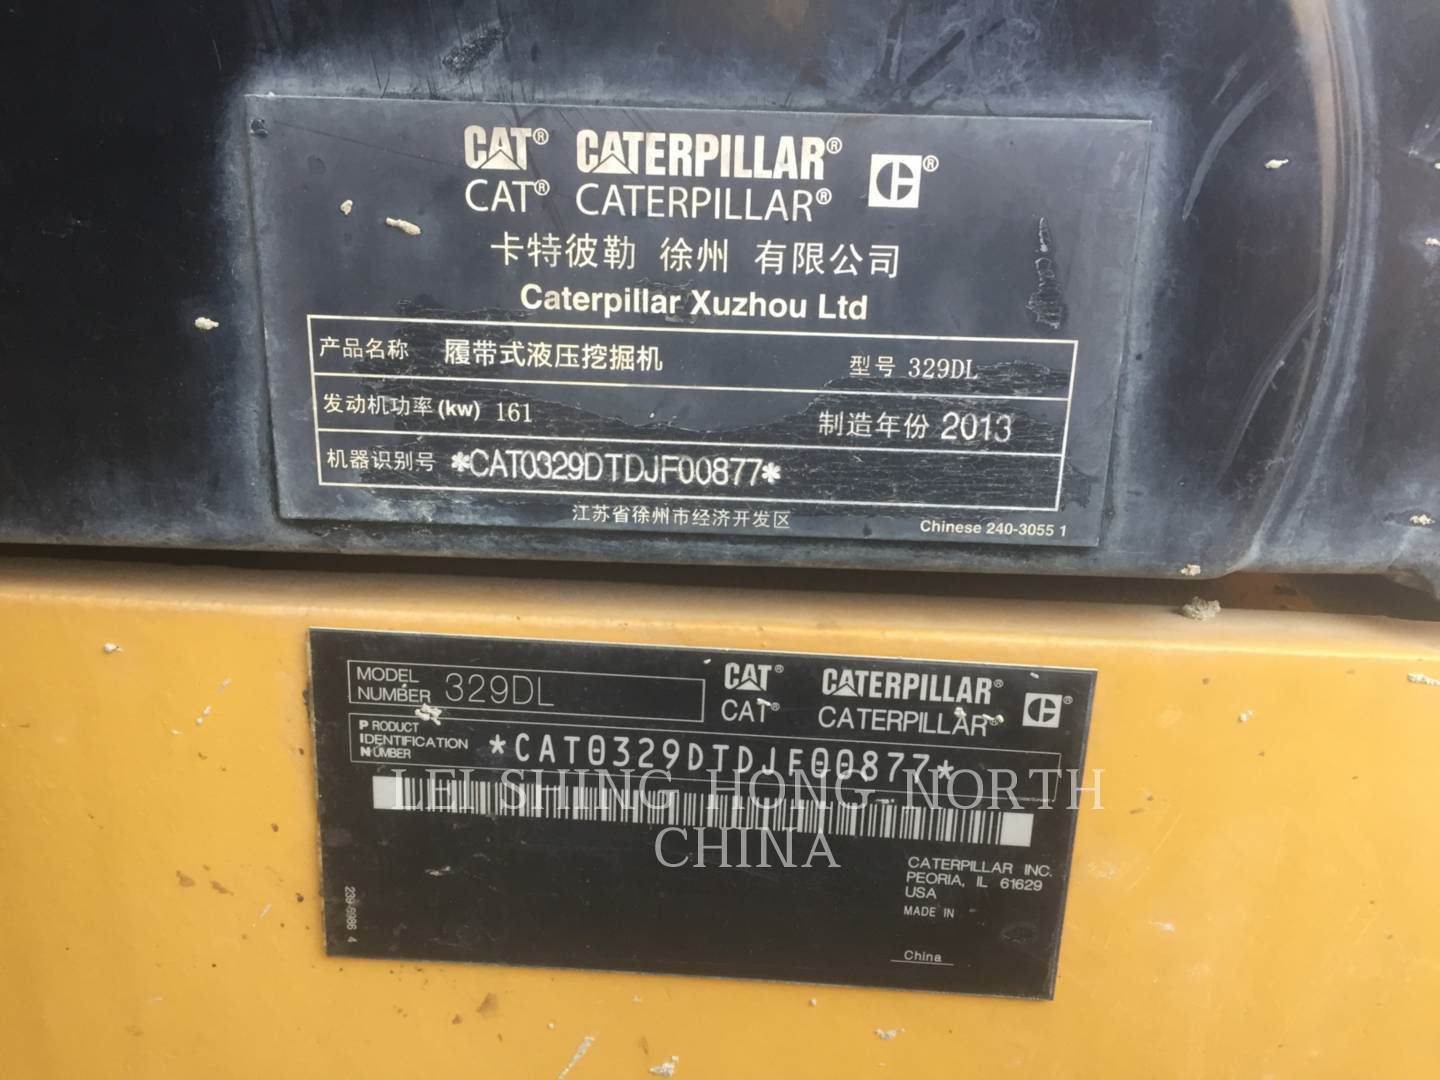 CAT® CATERPILLAR®
CAT® CATERPILLAR® ®
卡特彼勒 徐州 有限公司
Caterpillar Xuzhou Ltd
产品名称 履带式液压挖掘机 型号 329DL
发动机功率(kw) 161 制造年份 2013
机器识别号 *CAT0329DTDJF00877*
江苏省徐州市经济开发区 Chinese 240-3055 1
MODEL NUMBER 329DL
CAT® CATERPILLAR®
CAT® CATERPILLAR® ®
PRODUCT IDENTIFICATION NUMBER *CAT0329DTDJF00877*
LEI SHING HONG NORTH
CHINA
CATERPILLAR INC.
PEORIA, IL 61629
USA
MADE IN
China
239-5986 4